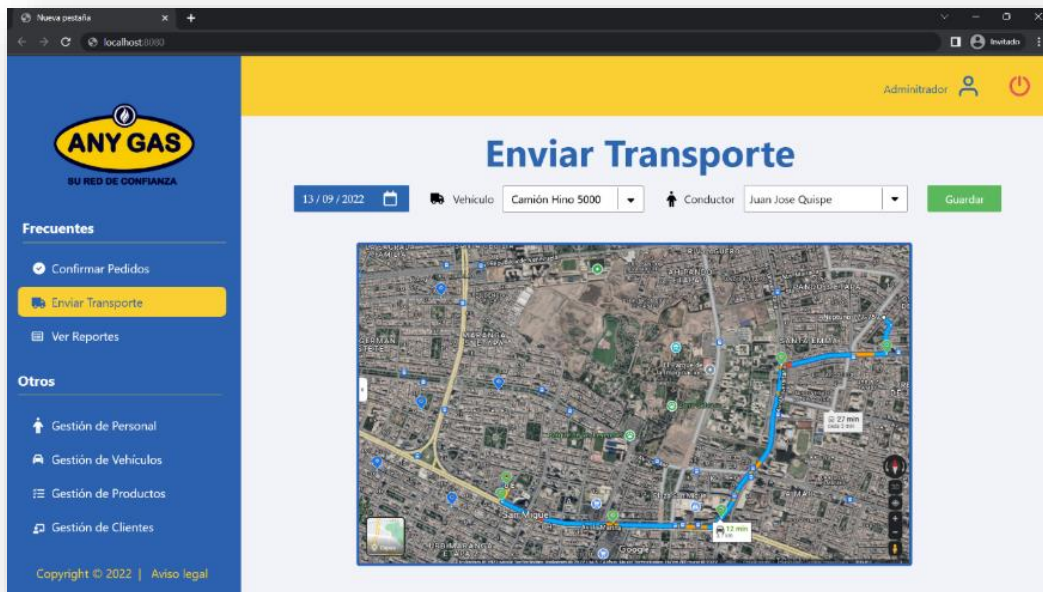 Nueva pestaña
localhost:8080
Invitado
ANY GAS
SU RED DE CONFIANZA
Adminitrador
Enviar Transporte
13 / 09 / 2022
Vehículo
Camión Hino 5000
Conductor
Juan Jose Quispe
Guardar
Frecuentes
Confirmar Pedidos
Enviar Transporte
Ver Reportes
Otros
Gestión de Personal
Gestión de Vehículos
Gestión de Productos
Gestión de Clientes
Copyright © 2022 | Aviso legal
SANTA EMMA
27 min
San Miguel
12 min
Google